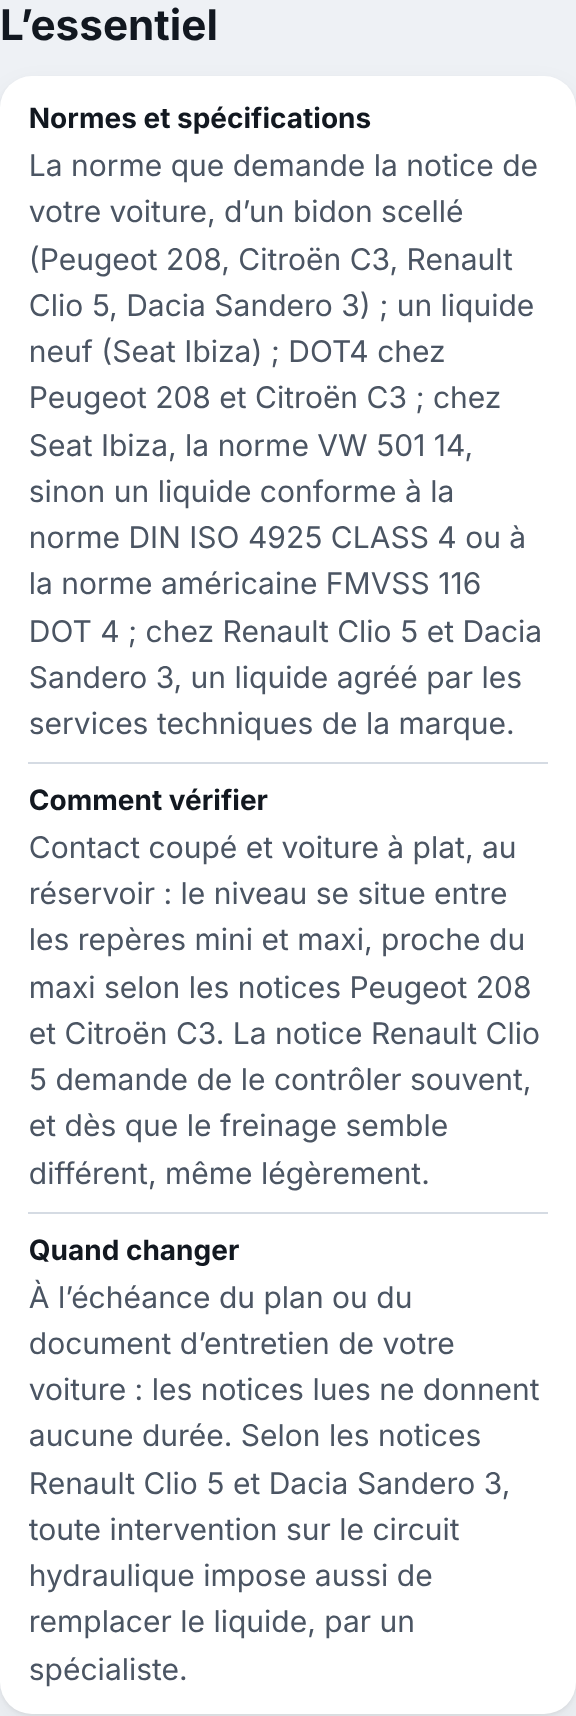 L’essentiel
Normes et spécifications
La norme que demande la notice de
votre voiture, d’un bidon scellé
(Peugeot 208, Citroën C3, Renault
Clio 5, Dacia Sandero 3) ; un liquide
neuf (Seat Ibiza) ; DOT4 chez
Peugeot 208 et Citroën C3 ; chez
Seat Ibiza, la norme VW 501 14,
sinon un liquide conforme à la
norme DIN ISO 4925 CLASS 4 ou à
la norme américaine FMVSS 116
DOT 4 ; chez Renault Clio 5 et Dacia
Sandero 3, un liquide agréé par les
services techniques de la marque.
Comment vérifier
Contact coupé et voiture à plat, au
réservoir : le niveau se situe entre
les repères mini et maxi, proche du
maxi selon les notices Peugeot 208
et Citroën C3. La notice Renault Clio
5 demande de le contrôler souvent,
et dès que le freinage semble
différent, même légèrement.
Quand changer
À l’échéance du plan ou du
document d’entretien de votre
voiture : les notices lues ne donnent
aucune durée. Selon les notices
Renault Clio 5 et Dacia Sandero 3,
toute intervention sur le circuit
hydraulique impose aussi de
remplacer le liquide, par un
spécialiste.